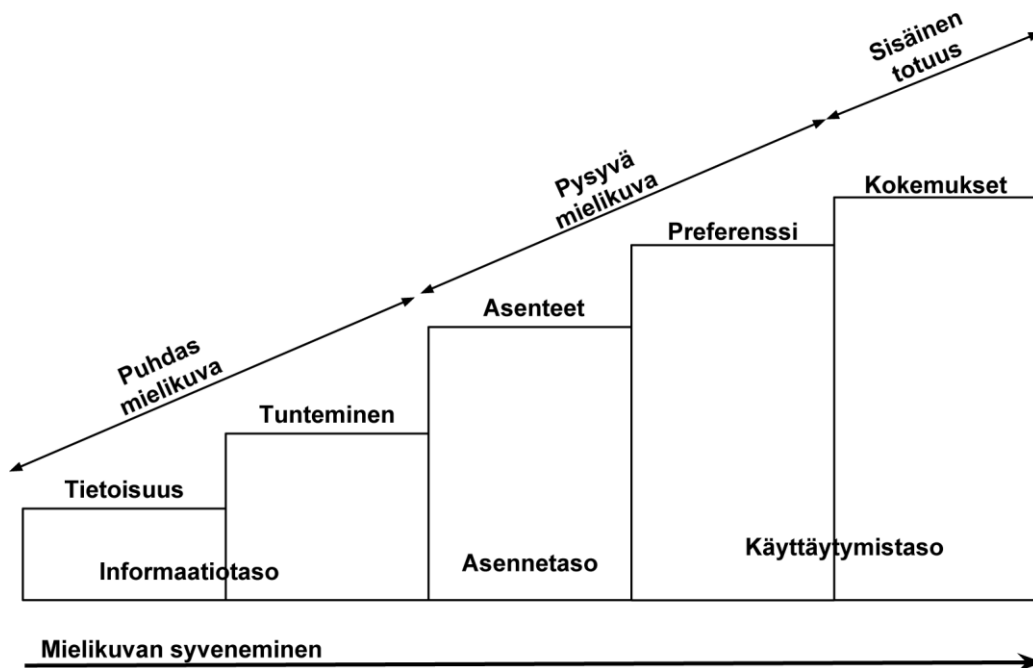 Sisäinen
totuus
Pysyvä
mielikuva
Kokemukset
Preferenssi
Asenteet
Puhdas
mielikuva
Tunteminen
Tietoisuus
Informaatiotaso
Asennetaso
Käyttäytymistaso
Mielikuvan syveneminen